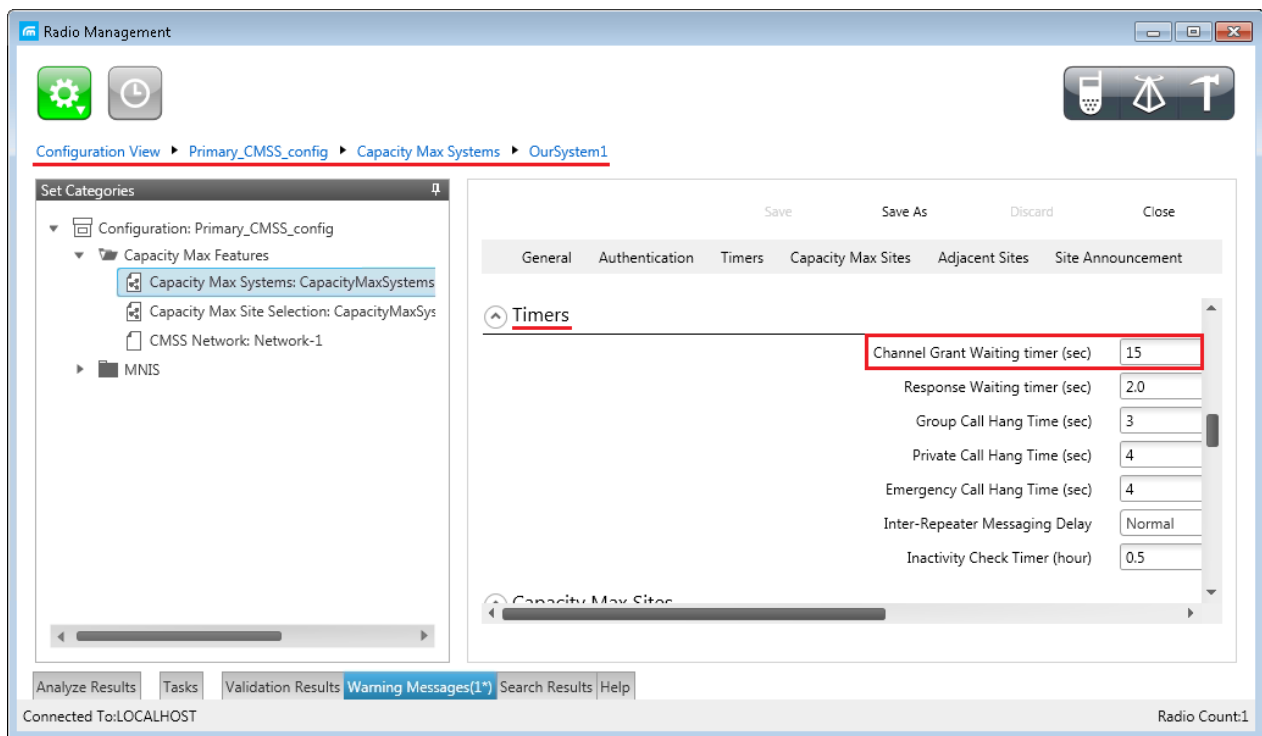 Radio Management
Configuration View Primary_CMSS_config Capacity Max Systems OurSystem1
Set Categories
Configuration: Primary_CMSS_config
Capacity Max Features
Capacity Max Systems: CapacityMaxSystems
Capacity Max Site Selection: CapacityMaxSys
CMSS Network: Network-1
MNIS
Save Save As Discard Close
General Authentication Timers Capacity Max Sites Adjacent Sites Site Announcement
Timers
Channel Grant Waiting timer (sec) 15
Response Waiting timer (sec) 2.0
Group Call Hang Time (sec) 3
Private Call Hang Time (sec) 4
Emergency Call Hang Time (sec) 4
Inter-Repeater Messaging Delay Normal
Inactivity Check Timer (hour) 0.5
Capacity Max Sites
Analyze Results Tasks Validation Results Warning Messages(1*) Search Results Help
Connected To:LOCALHOST Radio Count:1